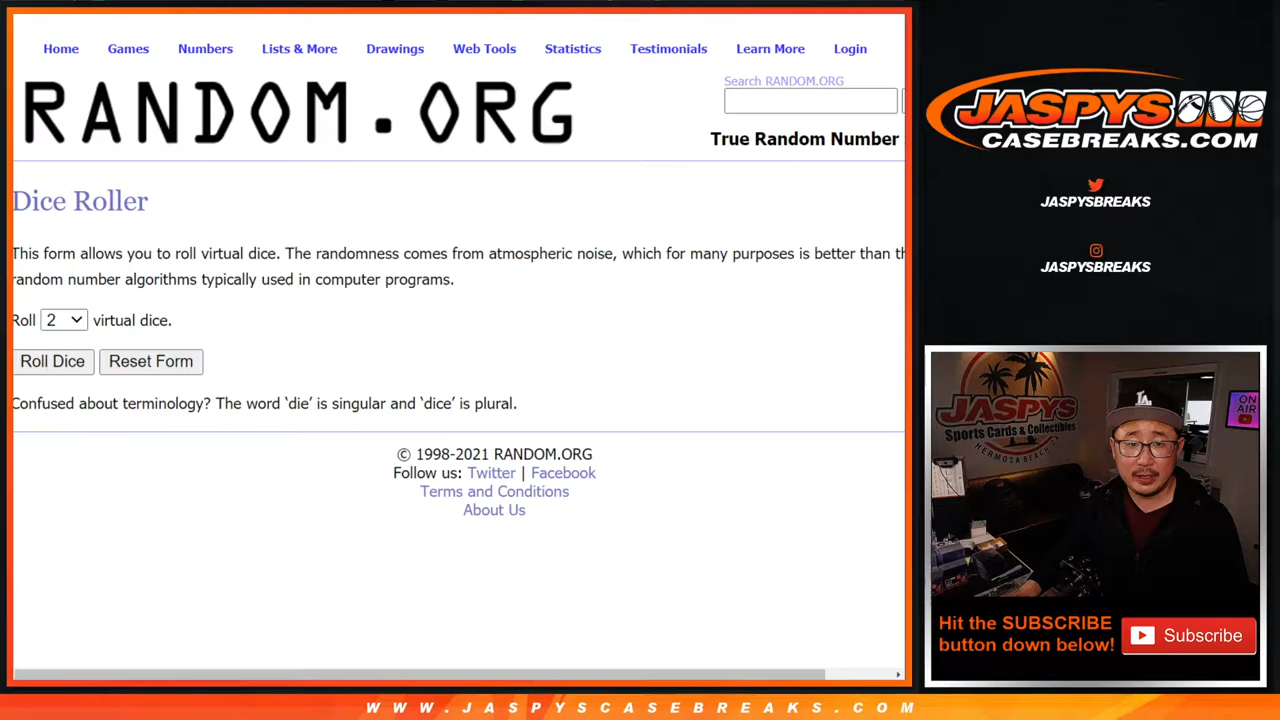 Home Games Numbers Lists & More Drawings Web Tools Statistics Testimonials Learn More Login
RANDOM.ORG
Search RANDOM.ORG
True Random Number
Dice Roller
This form allows you to roll virtual dice. The randomness comes from atmospheric noise, which for many purposes is better than th
random number algorithms typically used in computer programs.
Roll 2 virtual dice.
Roll Dice Reset Form
Confused about terminology? The word ‘die’ is singular and ‘dice’ is plural.
© 1998-2021 RANDOM.ORG
Follow us: Twitter | Facebook
Terms and Conditions
About Us
JASPYS
CASEBREAKS.COM
JASPYSBREAKS
JASPYSBREAKS
JASPYS
Sports Cards & Collectibles
HERMOSA BEACH, CA
LA
ON
AIR
Hit the SUBSCRIBE
button down below!
Subscribe
WWW.JASPYSCASEBREAKS.COM